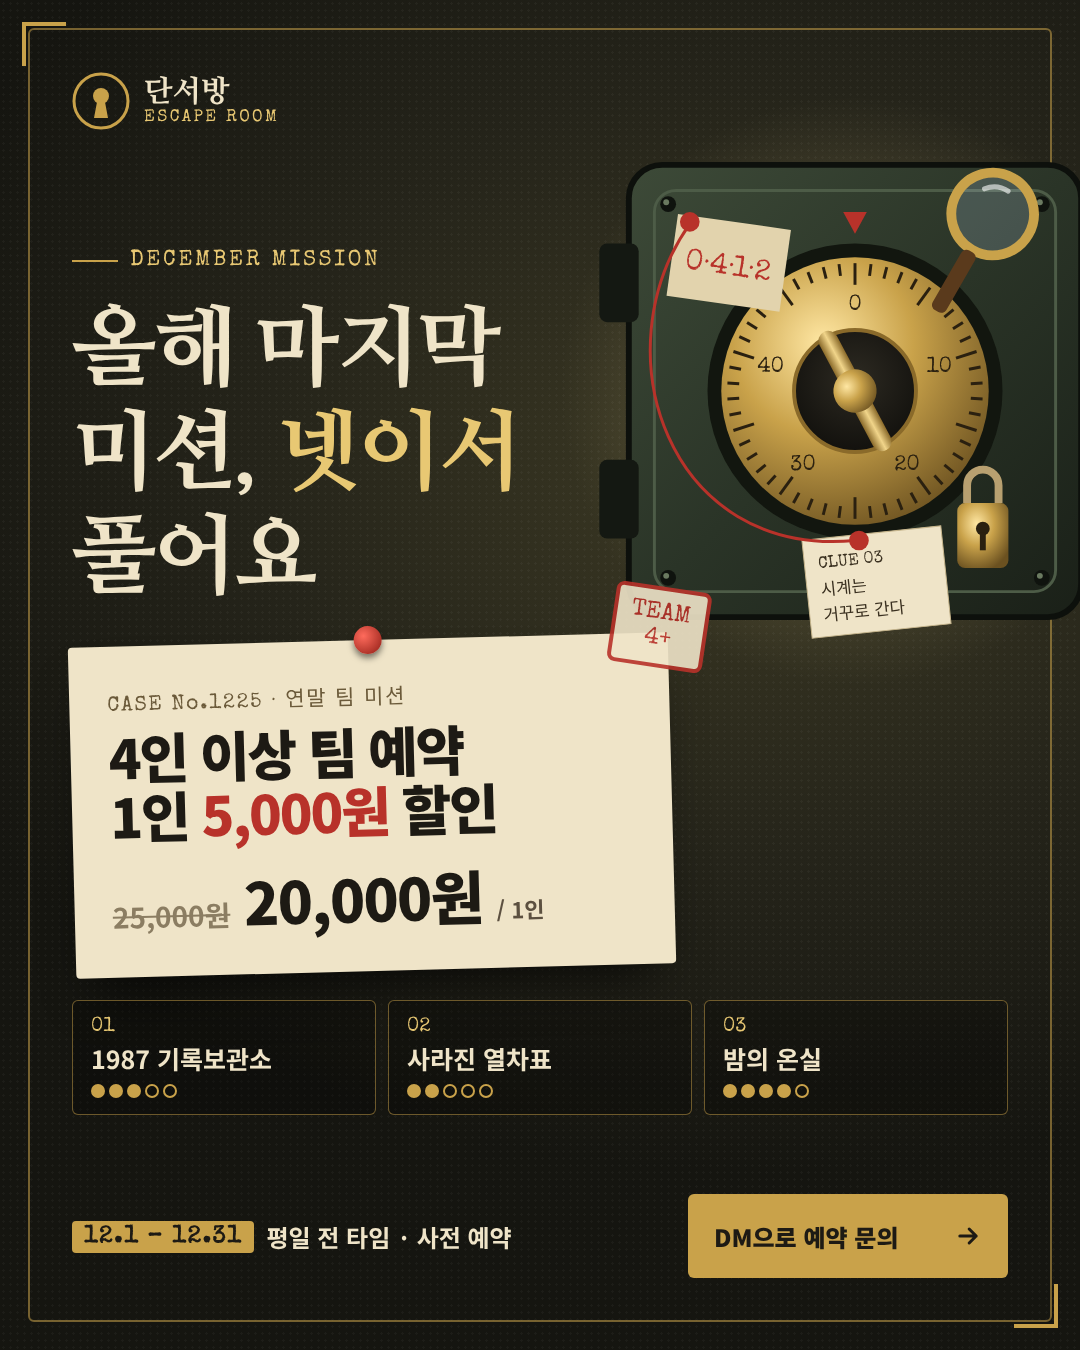 단서방
ESCAPE ROOM
DECEMBER MISSION
올해 마지막
미션, 넷이서
풀어요
0·4·1·2
0
10
20
30
40
CLUE 03
시계는
거꾸로 간다
TEAM
4+
CASE No.1225 · 연말 팀 미션
4인 이상 팀 예약
1인 5,000원 할인
25,000원 20,000원 / 1인
01
1987 기록보관소
02
사라진 열차표
03
밤의 온실
12.1 – 12.31 평일 전 타임 · 사전 예약
DM으로 예약 문의 →